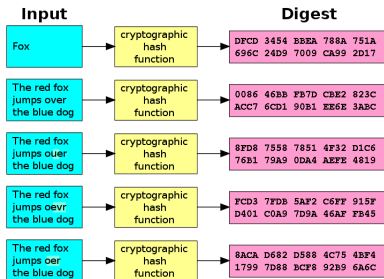 Input
Digest
Fox
cryptographic
hash
function
DFCD 3454 BBEA 788A 751A
696C 24D9 7009 CA99 2D17
The red fox
jumps over
the blue dog
cryptographic
hash
function
0086 46BB FB7D CBE2 823C
ACC7 6CD1 90B1 EE6E 3ABC
The red fox
jumps ouer
the blue dog
cryptographic
hash
function
8FD8 7558 7851 4F32 D1C6
76B1 79A9 0DA4 AEFE 4819
The red fox
jumps oevr
the blue dog
cryptographic
hash
function
FCD3 7FDB 5AF2 C6FF 915F
D401 C0A9 7D9A 46AF FB45
The red fox
jumps oer
the blue dog
cryptographic
hash
function
8ACA D682 D588 4C75 4BF4
1799 7D88 BCF8 92B9 6A6C